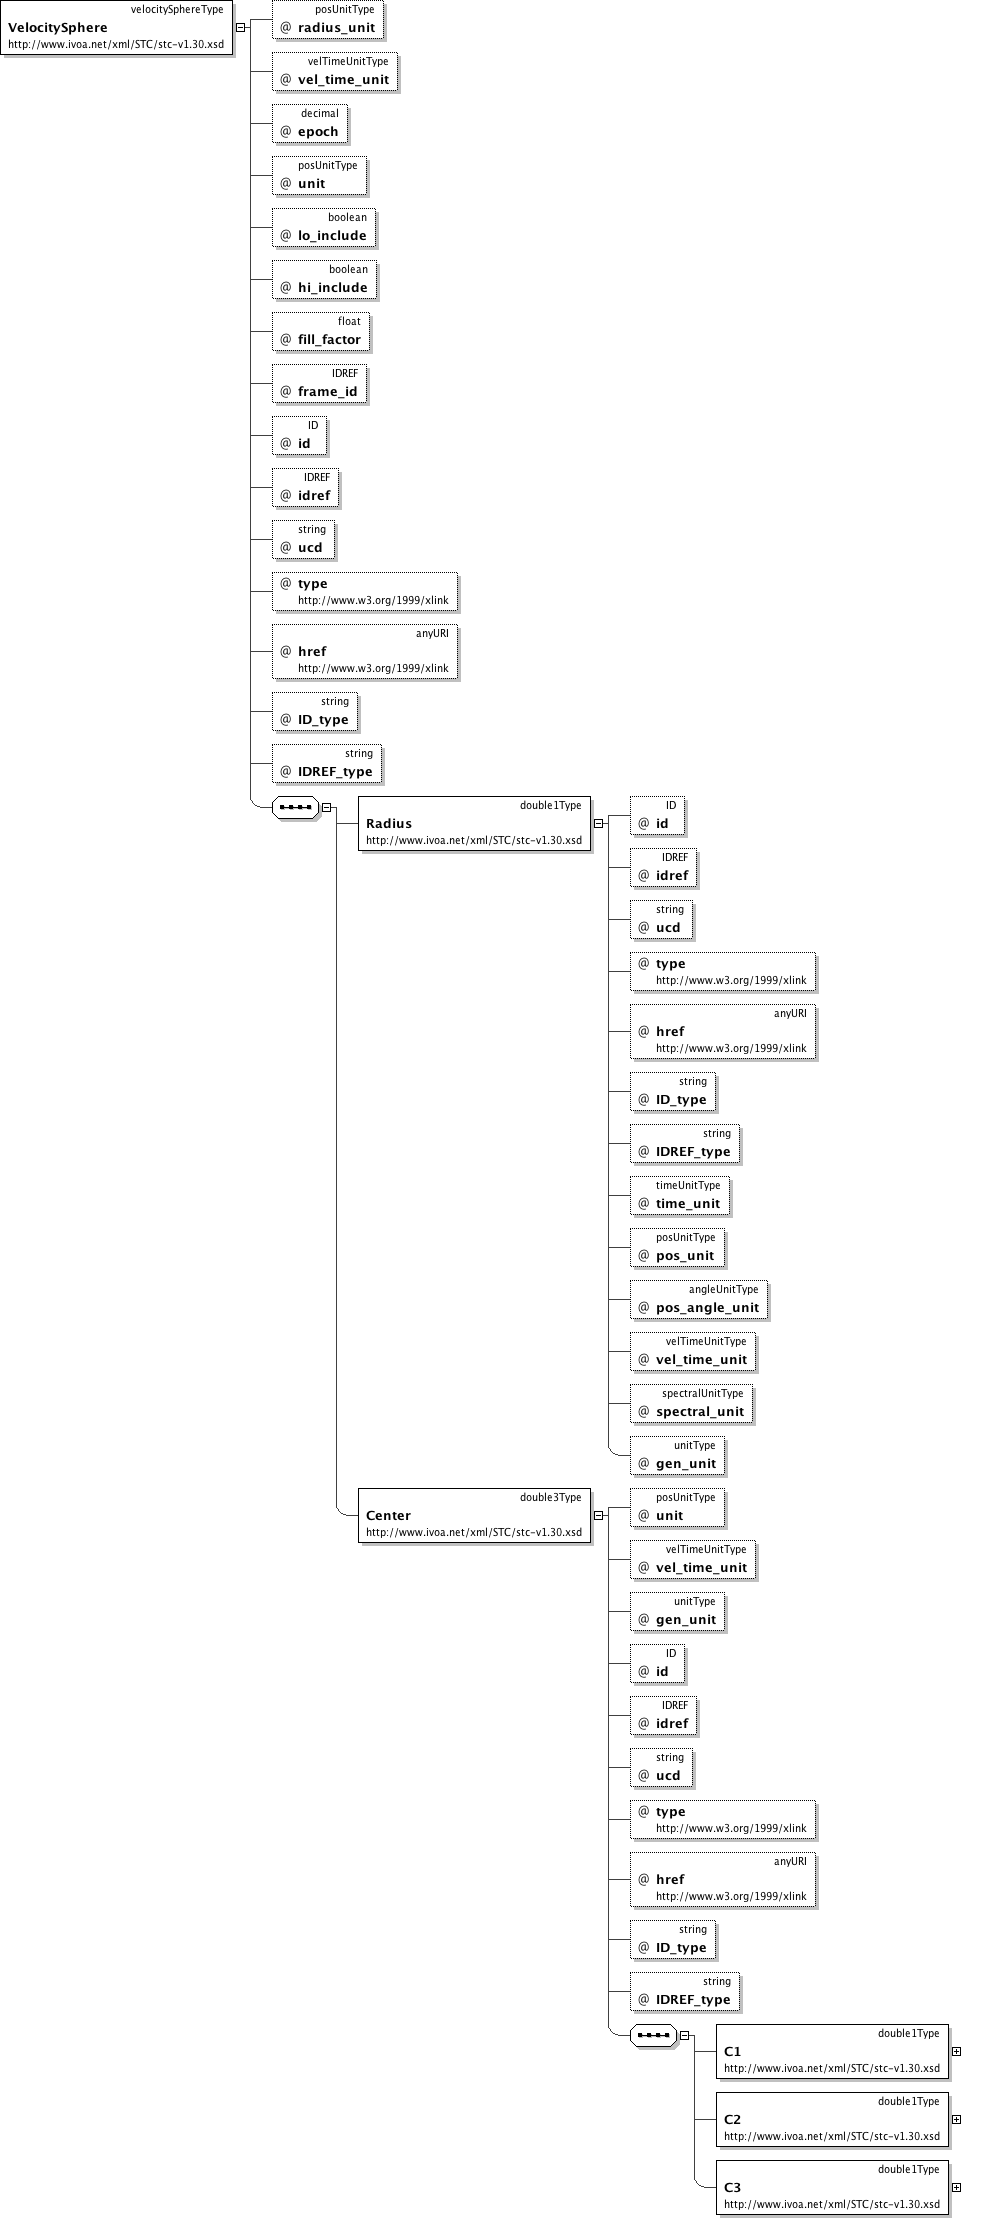 velocitySphereType
VelocitySphere
http://www.ivoa.net/xml/STC/stc-v1.30.xsd
posUnitType
@ radius_unit
velTimeUnitType
@ vel_time_unit
decimal
@ epoch
posUnitType
@ unit
boolean
@ lo_include
boolean
@ hi_include
float
@ fill_factor
IDREF
@ frame_id
ID
@ id
IDREF
@ idref
string
@ ucd
@ type
http://www.w3.org/1999/xlink
anyURI
@ href
http://www.w3.org/1999/xlink
string
@ ID_type
string
@ IDREF_type
double1Type
Radius
http://www.ivoa.net/xml/STC/stc-v1.30.xsd
ID
@ id
IDREF
@ idref
string
@ ucd
@ type
http://www.w3.org/1999/xlink
anyURI
@ href
http://www.w3.org/1999/xlink
string
@ ID_type
string
@ IDREF_type
timeUnitType
@ time_unit
posUnitType
@ pos_unit
angleUnitType
@ pos_angle_unit
velTimeUnitType
@ vel_time_unit
spectralUnitType
@ spectral_unit
unitType
@ gen_unit
double3Type
Center
http://www.ivoa.net/xml/STC/stc-v1.30.xsd
posUnitType
@ unit
velTimeUnitType
@ vel_time_unit
unitType
@ gen_unit
ID
@ id
IDREF
@ idref
string
@ ucd
@ type
http://www.w3.org/1999/xlink
anyURI
@ href
http://www.w3.org/1999/xlink
string
@ ID_type
string
@ IDREF_type
double1Type
C1
http://www.ivoa.net/xml/STC/stc-v1.30.xsd
double1Type
C2
http://www.ivoa.net/xml/STC/stc-v1.30.xsd
double1Type
C3
http://www.ivoa.net/xml/STC/stc-v1.30.xsd